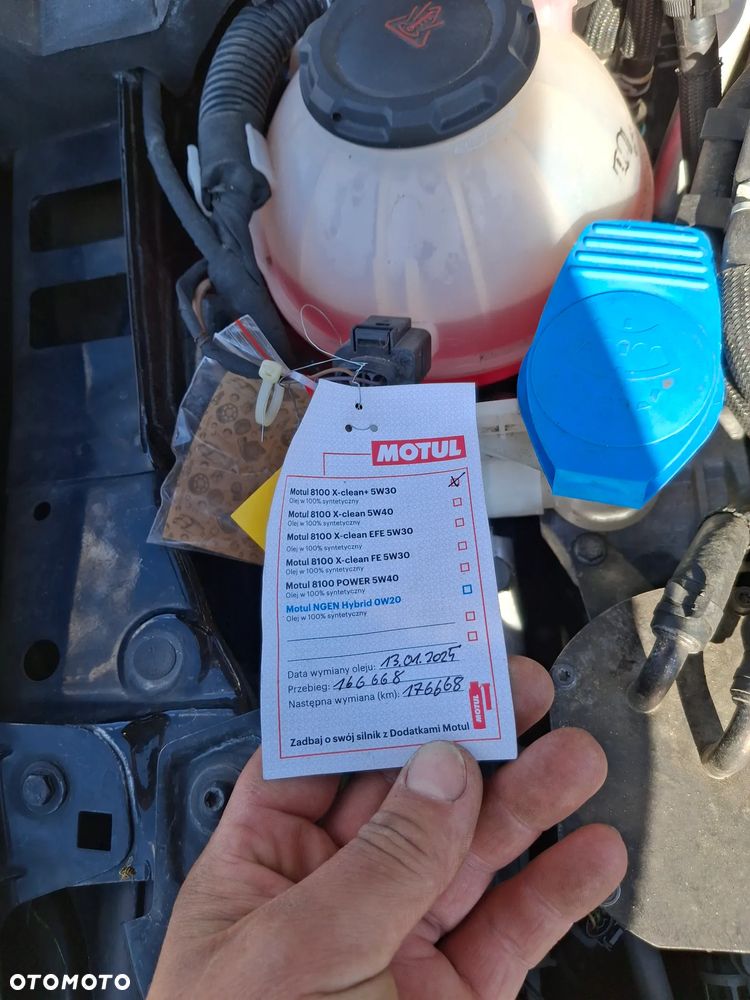 MOTUL
Motul 8100 X-clean+ 5W30
Olej w 100% syntetyczny
Motul 8100 X-clean 5W40
Olej w 100% syntetyczny
Motul 8100 X-clean EFE 5W30
Olej w 100% syntetyczny
Motul 8100 X-clean FE 5W30
Olej w 100% syntetyczny
Motul 8100 POWER 5W40
Olej w 100% syntetyczny
Motul NGEN Hybrid 0W20
Olej w 100% syntetyczny
Data wymiany oleju: 13.01.2025
Przebieg: 166 668
Następna wymiana (km): 176668
MOTUL
Zadbaj o swój silnik z Dodatkami Motul
OTOMOTO